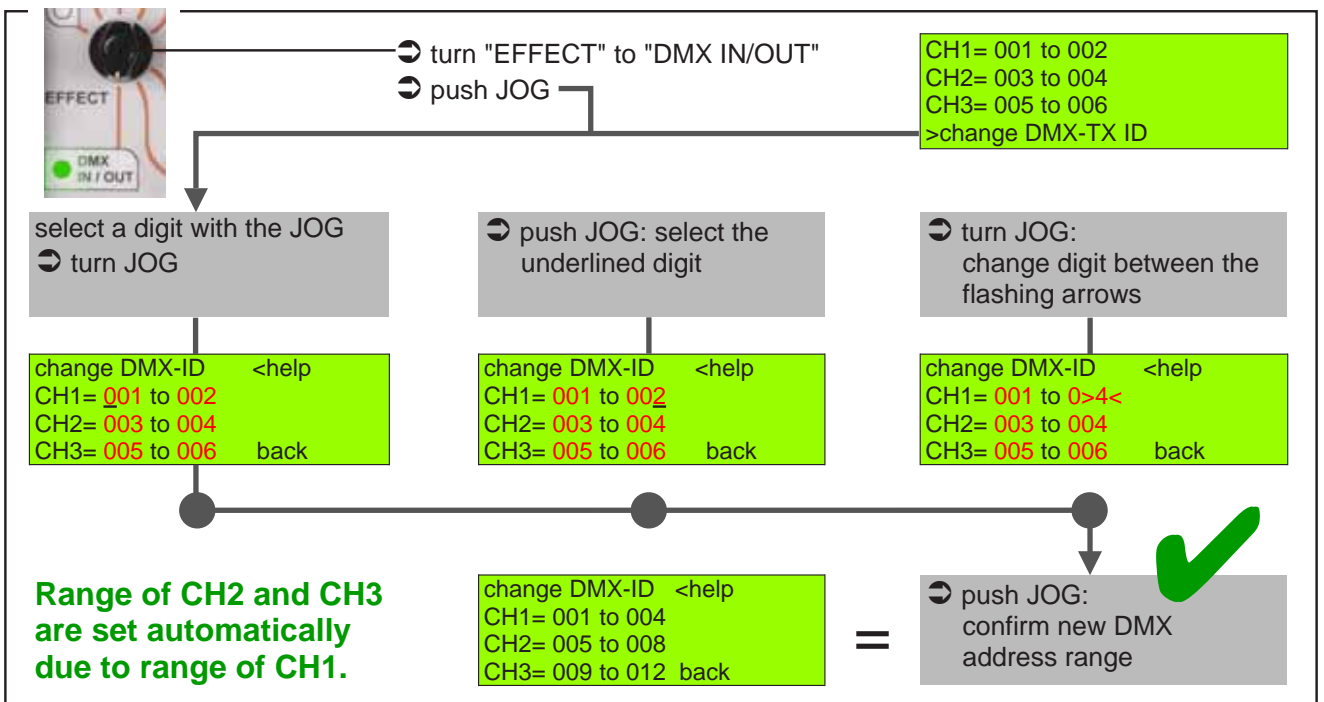 EFFECT
DMX
IN / OUT
➲ turn "EFFECT" to "DMX IN/OUT"
➲ push JOG
CH1= 001 to 002
CH2= 003 to 004
CH3= 005 to 006
>change DMX-TX ID
select a digit with the JOG
➲ turn JOG
➲ push JOG: select the
underlined digit
➲ turn JOG:
change digit between the
flashing arrows
change DMX-ID <help
CH1= 001 to 002
CH2= 003 to 004
CH3= 005 to 006 back
change DMX-ID <help
CH1= 001 to 002
CH2= 003 to 004
CH3= 005 to 006 back
change DMX-ID <help
CH1= 001 to 0>4<
CH2= 003 to 004
CH3= 005 to 006 back
Range of CH2 and CH3
are set automatically
due to range of CH1.
change DMX-ID <help
CH1= 001 to 004
CH2= 005 to 008
CH3= 009 to 012 back
=
➲ push JOG:
confirm new DMX
address range